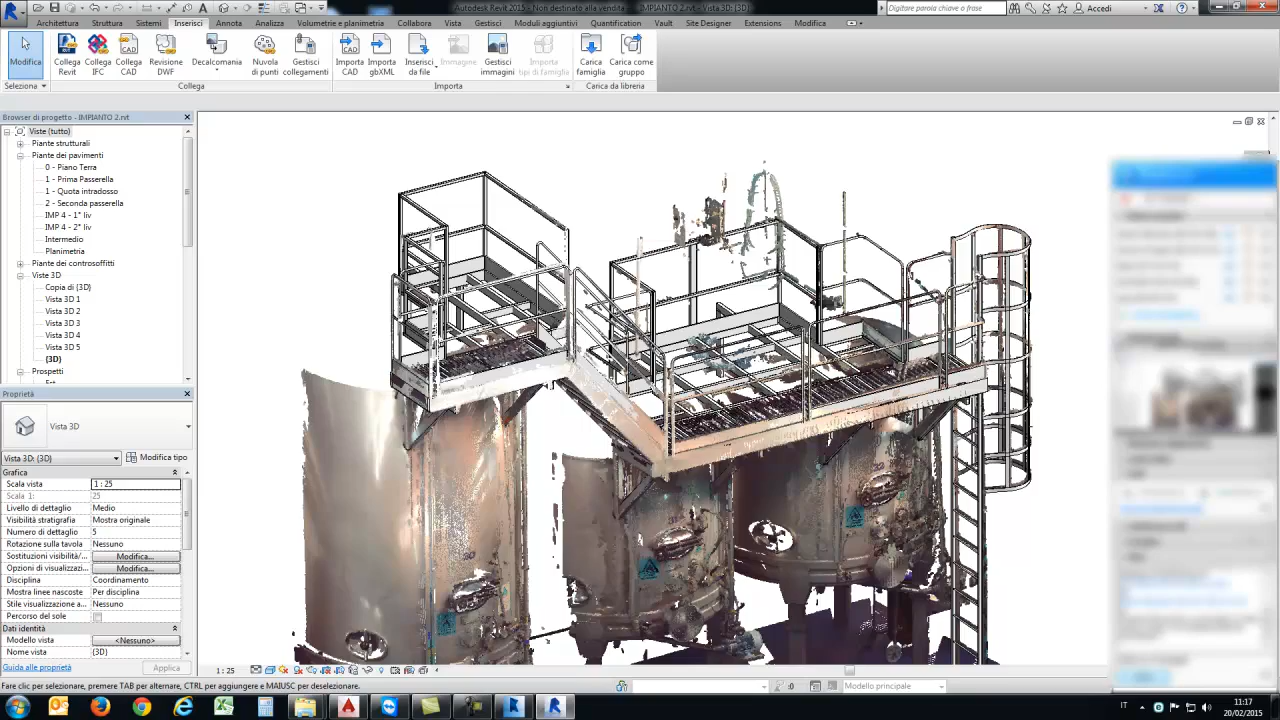 Autodesk Revit 2015 - Non destinato alla vendita - IMPIANTO 2.rvt - Vista 3D: {3D}
Digitare parola chiave o frase
Accedi
Architettura Struttura Sistemi Inserisci Annota Analizza Volumetrie e planimetria Collabora Vista Gestisci Moduli aggiuntivi Quantification Vault Site Designer Extensions Modifica
Modifica
Collega Revit
Collega IFC
Collega CAD
Revisione DWF
Decalcomania
Nuvola di punti
Gestisci collegamenti
Importa CAD
Importa gbXML
Inserisci da file
Immagine
Gestisci immagini
Importa tipi di famiglia
Carica famiglia
Carica come gruppo
Seleziona
Collega
Importa
Carica da libreria
Browser di progetto - IMPIANTO 2.rvt
Viste (tutto)
Piante strutturali
Piante dei pavimenti
0 - Piano Terra
1 - Prima Passerella
1 - Quota intradosso
2 - Seconda passerella
IMP 4 - 1° liv
IMP 4 - 2° liv
Intermedio
Planimetria
Piante dei controsoffitti
Viste 3D
Copia di {3D}
Vista 3D 1
Vista 3D 2
Vista 3D 3
Vista 3D 4
Vista 3D 5
{3D}
Prospetti
Est
Proprietà
Vista 3D
Vista 3D: {3D}
Modifica tipo
Grafica
Scala vista 1 : 25
Scala 1: 25
Livello di dettaglio Medio
Visibilità stratigrafia Mostra originale
Numero di dettaglio 5
Rotazione sulla tavola Nessuno
Sostituzioni visibilità/... Modifica...
Opzioni di visualizzazi... Modifica...
Disciplina Coordinamento
Mostra linee nascoste Per disciplina
Stile visualizzazione a... Nessuno
Percorso del sole
Dati identità
Modello vista <Nessuno>
Nome vista {3D}
Guida alle proprietà
Applica
1 : 25
Fare clic per selezionare, premere TAB per alternare, CTRL per aggiungere e MAIUSC per deselezionare.
:0
Modello principale
IT
11:17
20/02/2015